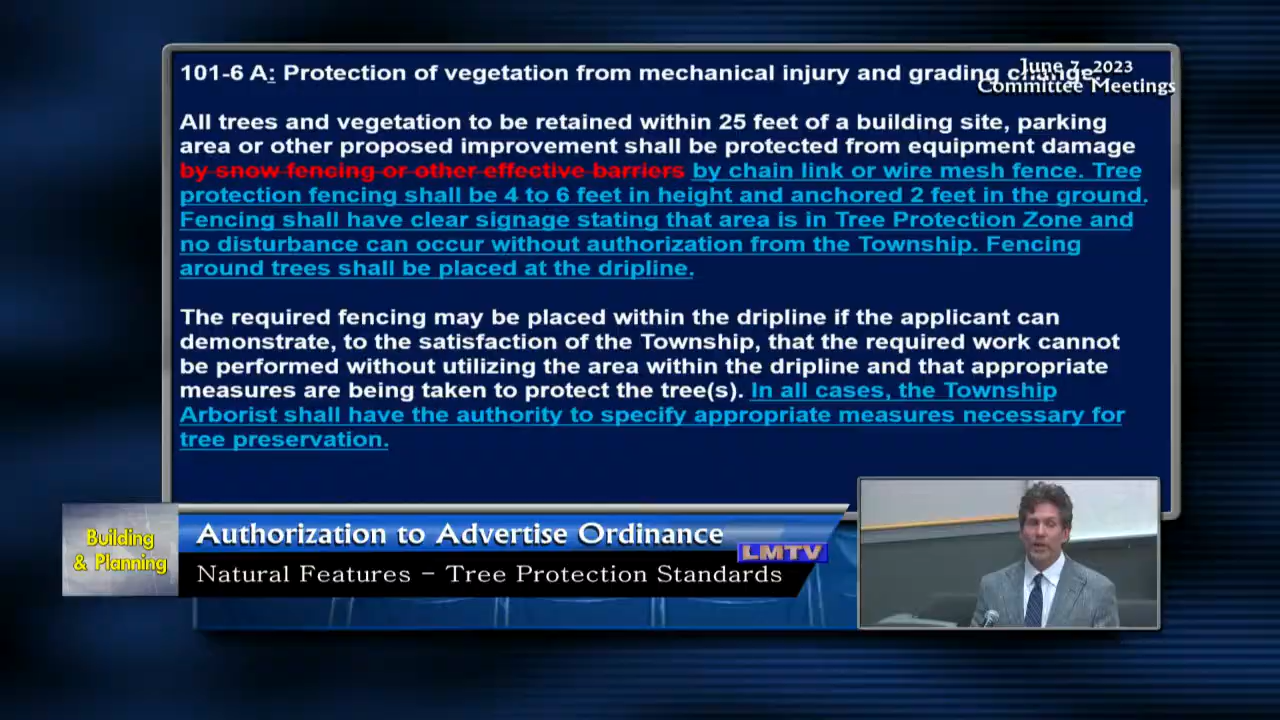 101-6 A: Protection of vegetation from mechanical injury and grading change.
June 7, 2023
Committee Meetings
All trees and vegetation to be retained within 25 feet of a building site, parking
area or other proposed improvement shall be protected from equipment damage
by snow fencing or other effective barriers by chain link or wire mesh fence. Tree
protection fencing shall be 4 to 6 feet in height and anchored 2 feet in the ground.
Fencing shall have clear signage stating that area is in Tree Protection Zone and
no disturbance can occur without authorization from the Township. Fencing
around trees shall be placed at the dripline.
The required fencing may be placed within the dripline if the applicant can
demonstrate, to the satisfaction of the Township, that the required work cannot
be performed without utilizing the area within the dripline and that appropriate
measures are being taken to protect the tree(s). In all cases, the Township
Arborist shall have the authority to specify appropriate measures necessary for
tree preservation.
Building
& Planning
Authorization to Advertise Ordinance
LMTV
Natural Features – Tree Protection Standards